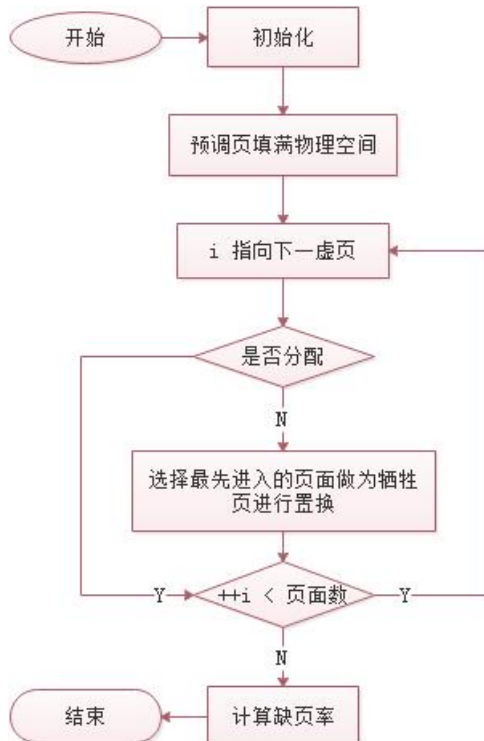 开始
初始化
预调页填满物理空间
i 指向下一虚页
是否分配
N
选择最先进入的页面做为牺牲
页进行置换
Y
++i < 页面数
Y
N
结束
计算缺页率